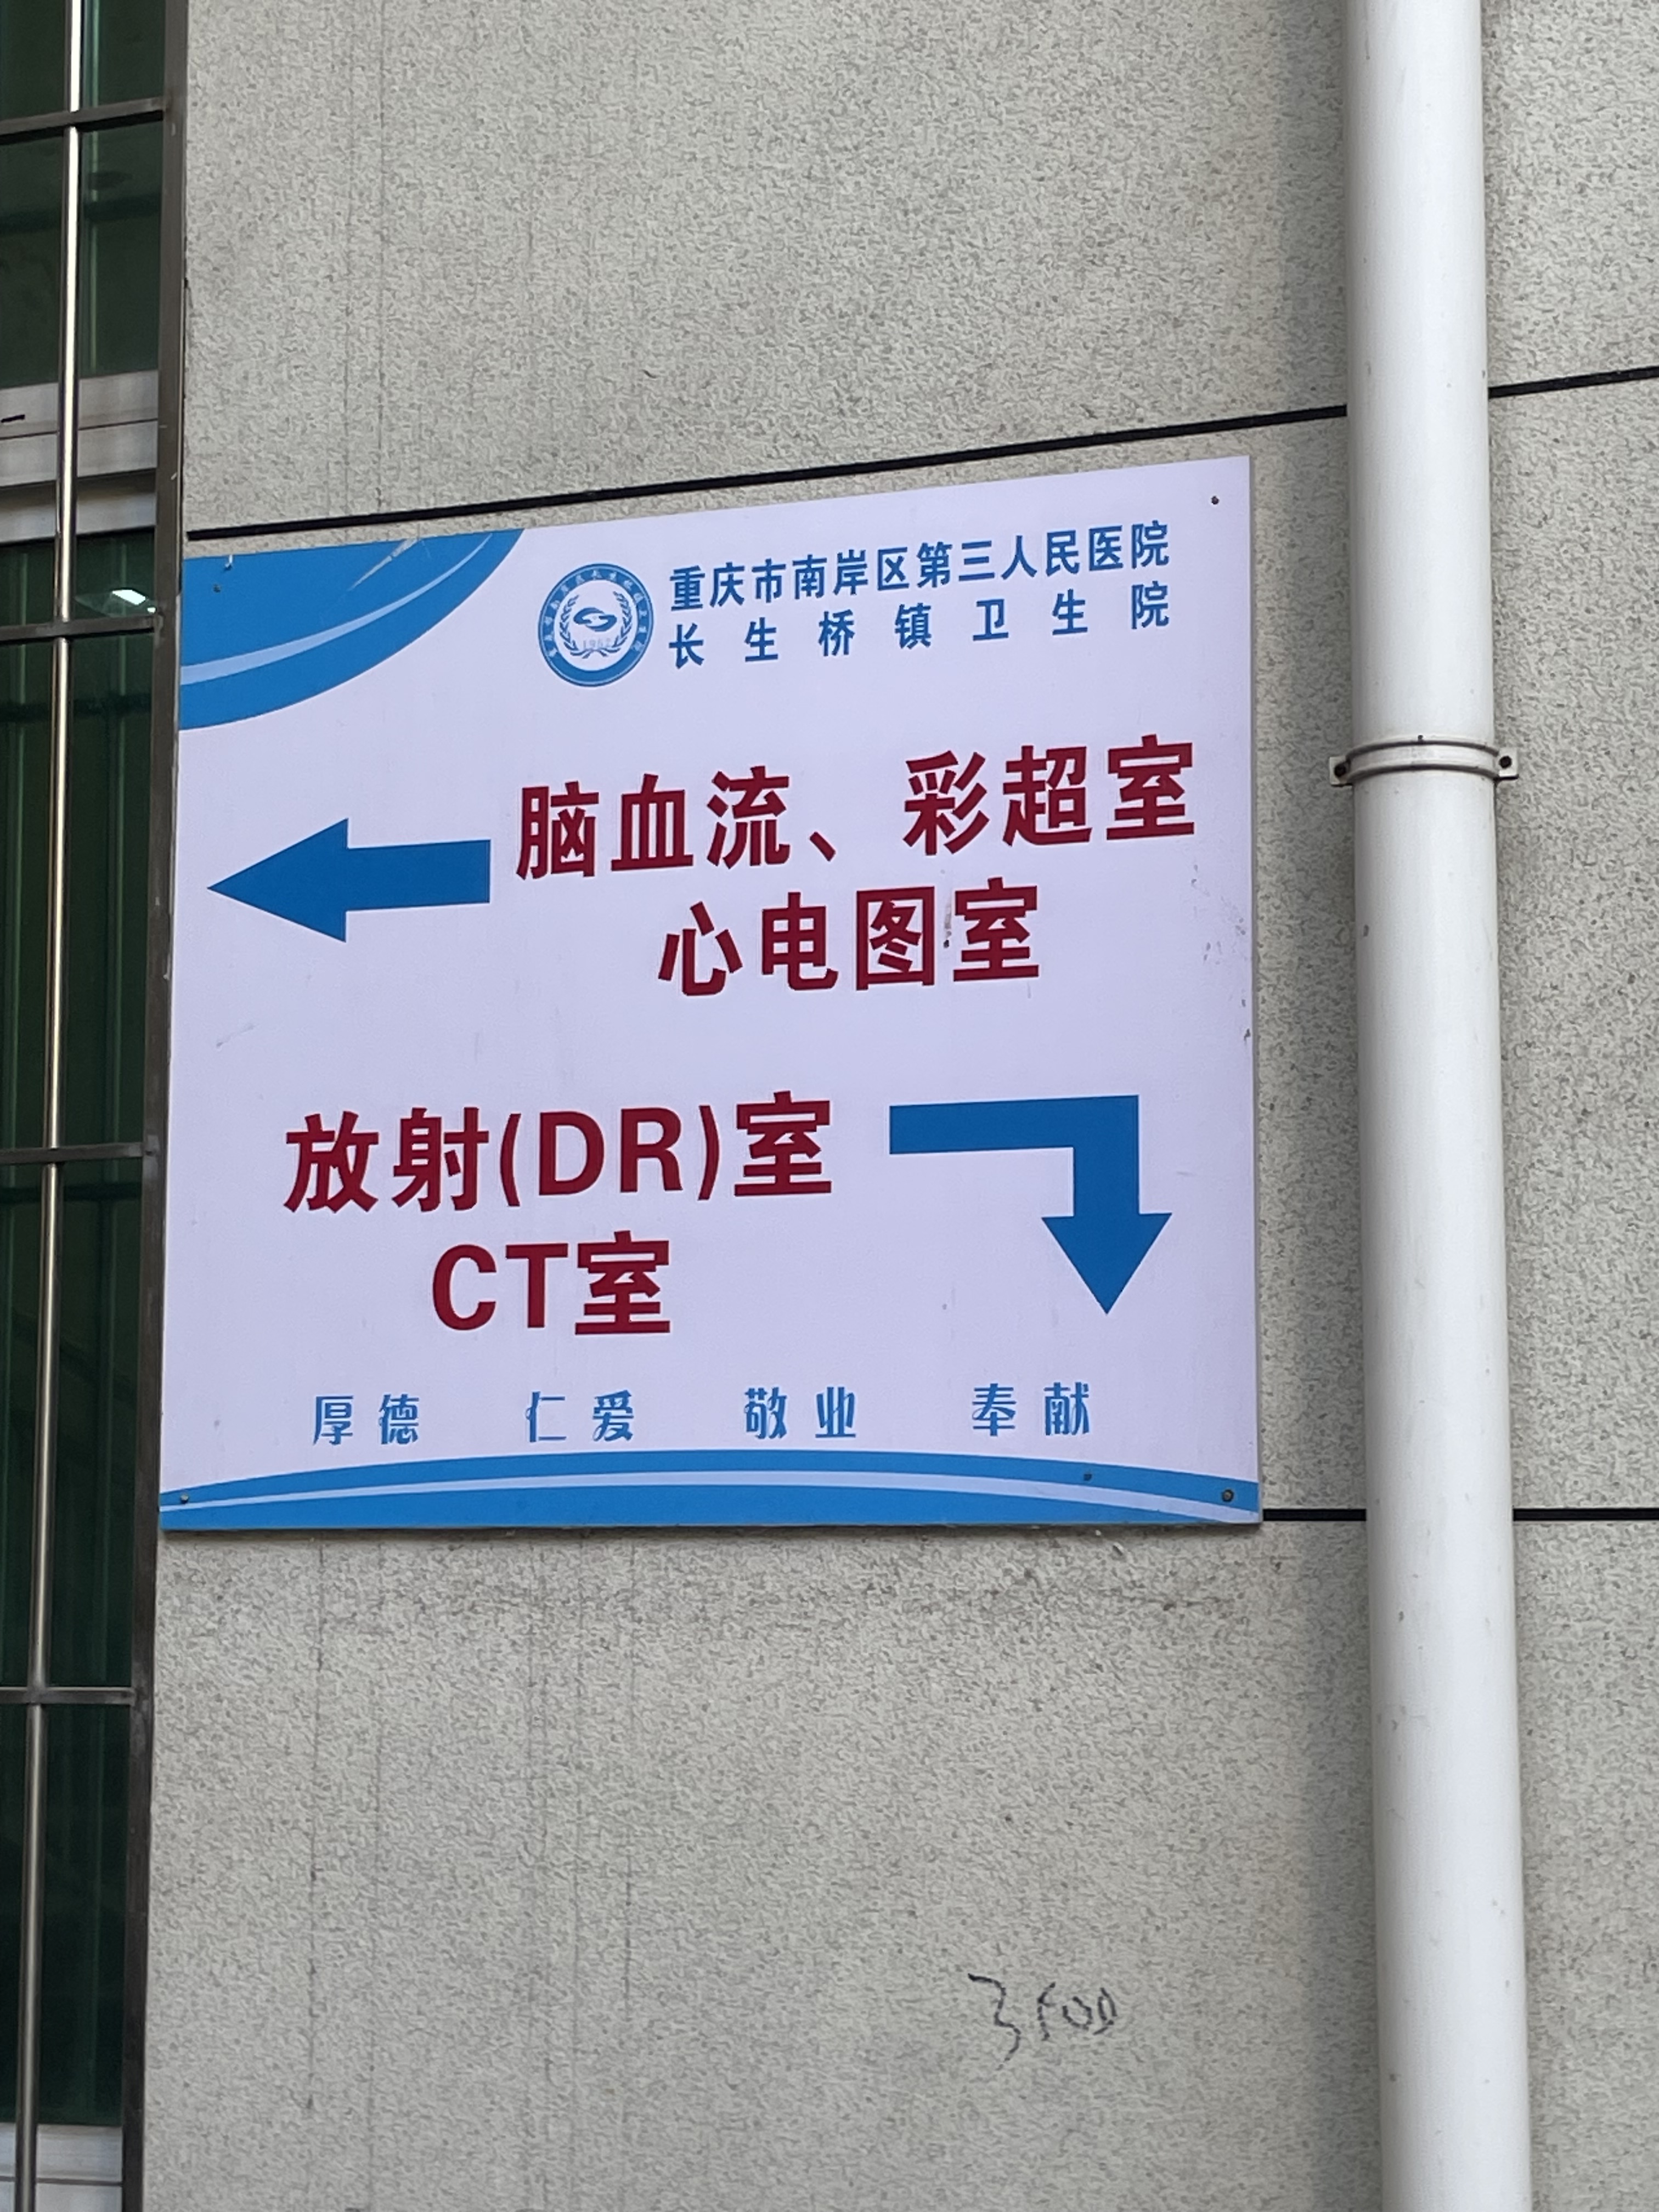 重庆市南岸区第三人民医院
长生桥镇卫生院
脑血流、彩超室
心电图室
放射(DR)室
CT室
厚德 仁爱 敬业 奉献